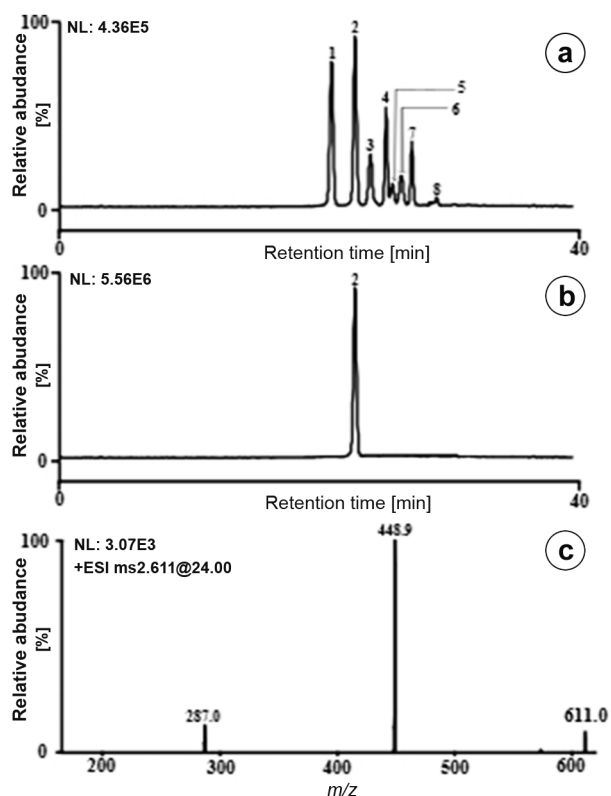 100
NL: 4.36E5
a
Relative abudance
[%]
1
2
3
4
5
6
7
8
0
0
40
Retention time [min]
100
NL: 5.56E6
b
Relative abudance
[%]
2
0
0
40
Retention time [min]
100
NL: 3.07E3
+ESI ms2.611@24.00
c
Relative abudance
[%]
448.9
287.0
611.0
0
200
300
400
500
600
m/z